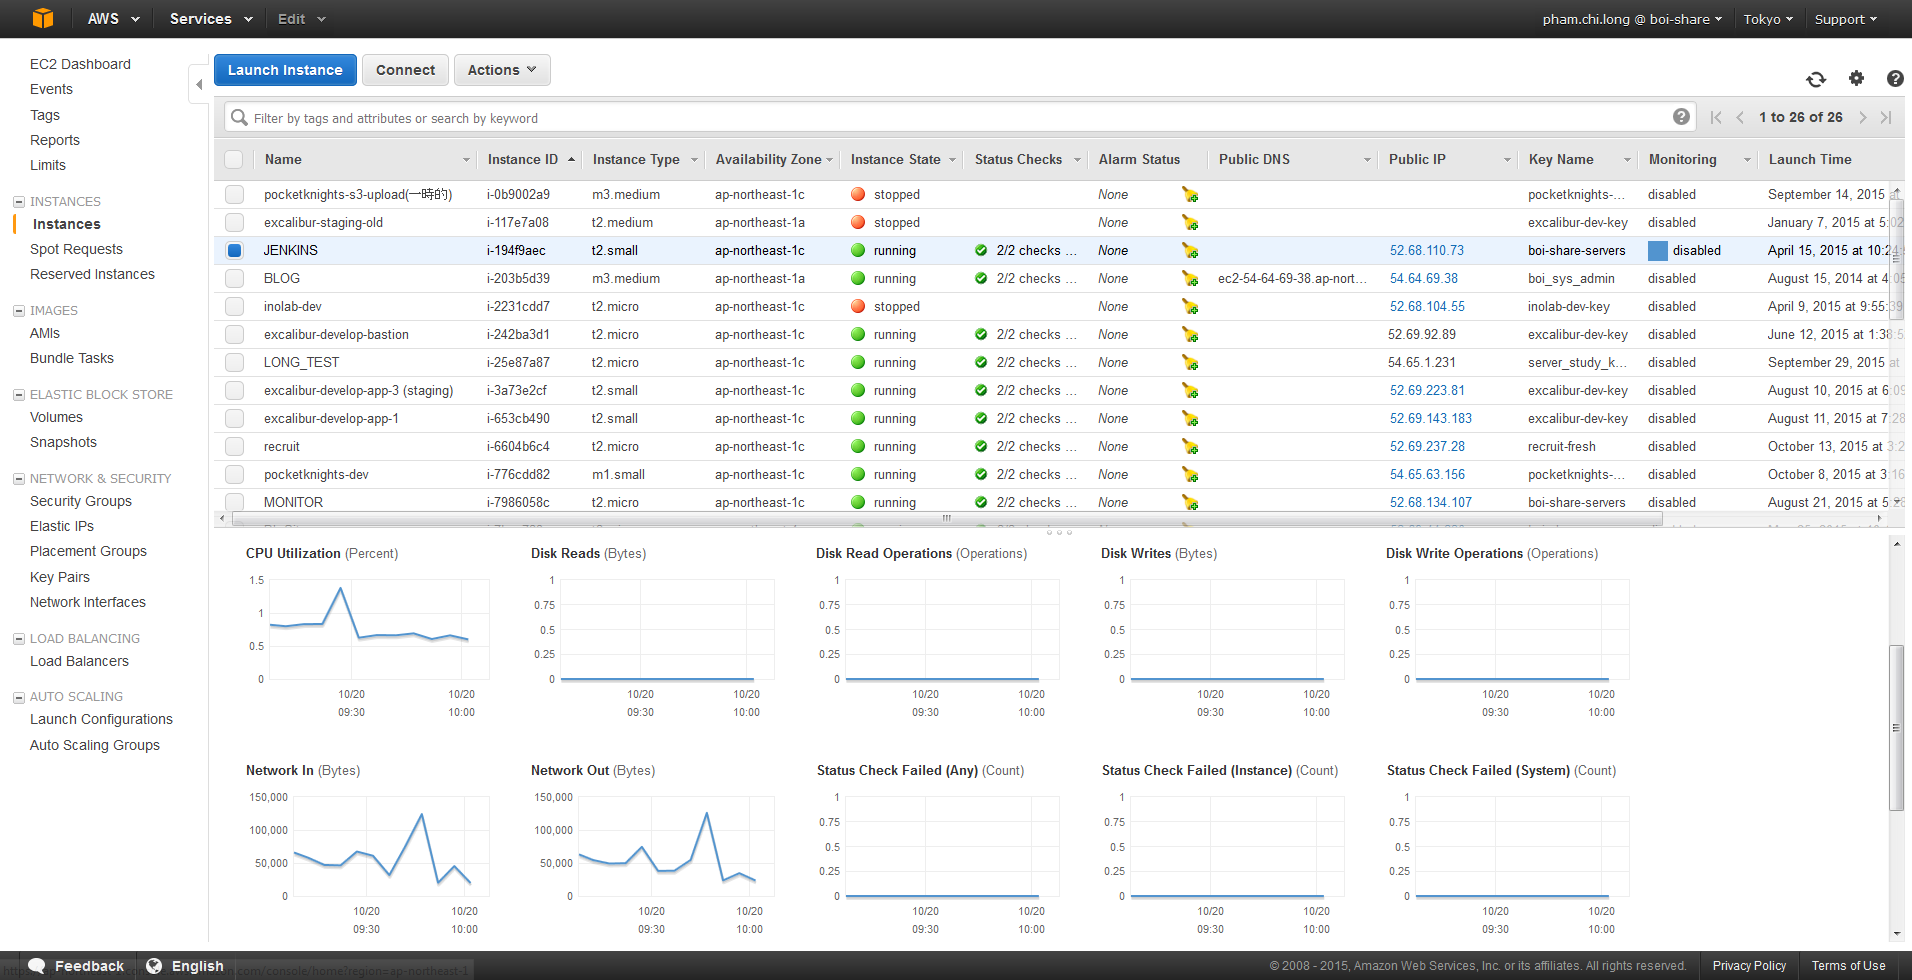 AWS Services Edit pham.chi.long @ boi-share Tokyo Support
EC2 Dashboard
Events
Tags
Reports
Limits
INSTANCES
Instances
Spot Requests
Reserved Instances
IMAGES
AMIs
Bundle Tasks
ELASTIC BLOCK STORE
Volumes
Snapshots
NETWORK & SECURITY
Security Groups
Elastic IPs
Placement Groups
Key Pairs
Network Interfaces
LOAD BALANCING
Load Balancers
AUTO SCALING
Launch Configurations
Auto Scaling Groups
Launch Instance Connect Actions
Filter by tags and attributes or search by keyword 1 to 26 of 26
Name Instance ID Instance Type Availability Zone Instance State Status Checks Alarm Status Public DNS Public IP Key Name Monitoring Launch Time
pocketknights-s3-upload(一時的) i-0b9002a9 m3.medium ap-northeast-1c stopped None pocketknights-... disabled September 14, 2015 at
excalibur-staging-old i-117e7a08 t2.medium ap-northeast-1a stopped None excalibur-dev-key disabled January 7, 2015 at 5:02
JENKINS i-194f9aec t2.small ap-northeast-1c running 2/2 checks ... None 52.68.110.73 boi-share-servers disabled April 15, 2015 at 10:24:
BLOG i-203b5d39 m3.medium ap-northeast-1a running 2/2 checks ... None ec2-54-64-69-38.ap-nort... 54.64.69.38 boi_sys_admin disabled August 15, 2014 at 4:05
inolab-dev i-2231cdd7 t2.micro ap-northeast-1c stopped None 52.68.104.55 inolab-dev-key disabled April 9, 2015 at 9:55:39
excalibur-develop-bastion i-242ba3d1 t2.micro ap-northeast-1c running 2/2 checks ... None 52.69.92.89 excalibur-dev-key disabled June 12, 2015 at 1:38:5
LONG_TEST i-25e87a87 t2.micro ap-northeast-1c running 2/2 checks ... None 54.65.1.231 server_study_k... disabled September 29, 2015 at
excalibur-develop-app-3 (staging) i-3a73e2cf t2.small ap-northeast-1c running 2/2 checks ... None 52.69.223.81 excalibur-dev-key disabled August 10, 2015 at 6:09
excalibur-develop-app-1 i-653cb490 t2.small ap-northeast-1c running 2/2 checks ... None 52.69.143.183 excalibur-dev-key disabled August 11, 2015 at 7:28
recruit i-6604b6c4 t2.micro ap-northeast-1c running 2/2 checks ... None 52.69.237.28 recruit-fresh disabled October 13, 2015 at 3:2
pocketknights-dev i-776cdd82 m1.small ap-northeast-1c running 2/2 checks ... None 54.65.63.156 pocketknights-... disabled October 8, 2015 at 3:16
MONITOR i-7986058c t2.micro ap-northeast-1c running 2/2 checks ... None 52.68.134.107 boi-share-servers disabled August 21, 2015 at 5:28
CPU Utilization (Percent)
1.5
1
0.5
0
10/20 10/20
09:30 10:00
Disk Reads (Bytes)
1
0.75
0.5
0.25
0
10/20 10/20
09:30 10:00
Disk Read Operations (Operations)
1
0.75
0.5
0.25
0
10/20 10/20
09:30 10:00
Disk Writes (Bytes)
1
0.75
0.5
0.25
0
10/20 10/20
09:30 10:00
Disk Write Operations (Operations)
1
0.75
0.5
0.25
0
10/20 10/20
09:30 10:00
Network In (Bytes)
150,000
100,000
50,000
0
10/20 10/20
09:30 10:00
Network Out (Bytes)
150,000
100,000
50,000
0
10/20 10/20
09:30 10:00
Status Check Failed (Any) (Count)
1
0.75
0.5
0.25
0
10/20 10/20
09:30 10:00
Status Check Failed (Instance) (Count)
1
0.75
0.5
0.25
0
10/20 10/20
09:30 10:00
Status Check Failed (System) (Count)
1
0.75
0.5
0.25
0
10/20 10/20
09:30 10:00
Feedback English © 2008 - 2015, Amazon Web Services, Inc. or its affiliates. All rights reserved. Privacy Policy Terms of Use